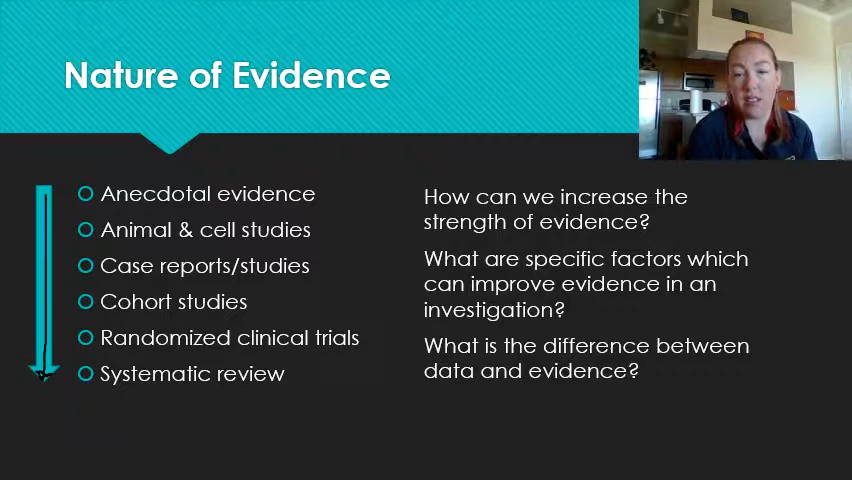 Nature of Evidence
Anecdotal evidence
Animal & cell studies
Case reports/studies
Cohort studies
Randomized clinical trials
Systematic review
How can we increase the
strength of evidence?
What are specific factors which
can improve evidence in an
investigation?
What is the difference between
data and evidence?